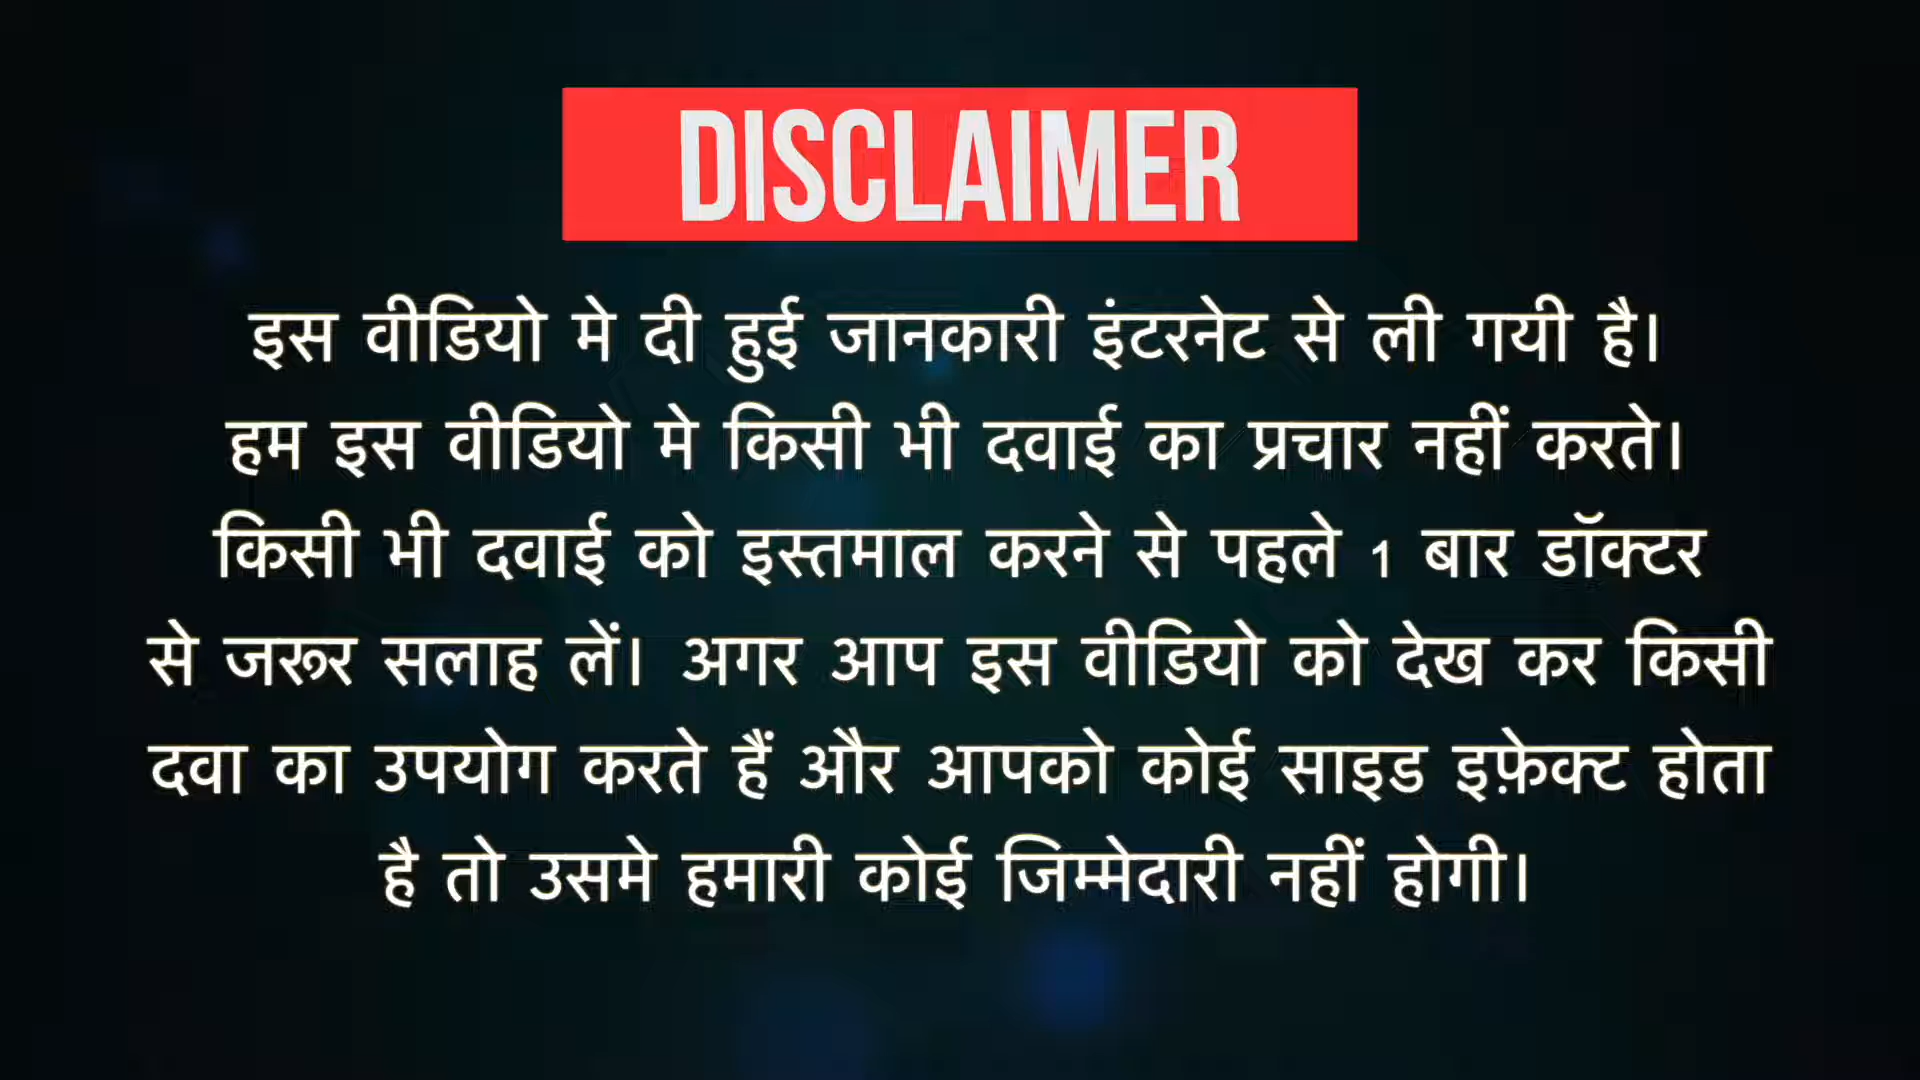 DISCLAIMER
इस वीडियो मे दी हुई जानकारी इंटरनेट से ली गयी है।
हम इस वीडियो मे किसी भी दवाई का प्रचार नहीं करते।
किसी भी दवाई को इस्तमाल करने से पहले 1 बार डॉक्टर
से जरूर सलाह लें। अगर आप इस वीडियो को देख कर किसी
दवा का उपयोग करते हैं और आपको कोई साइड इफ़ेक्ट होता
है तो उसमे हमारी कोई जिम्मेदारी नहीं होगी।